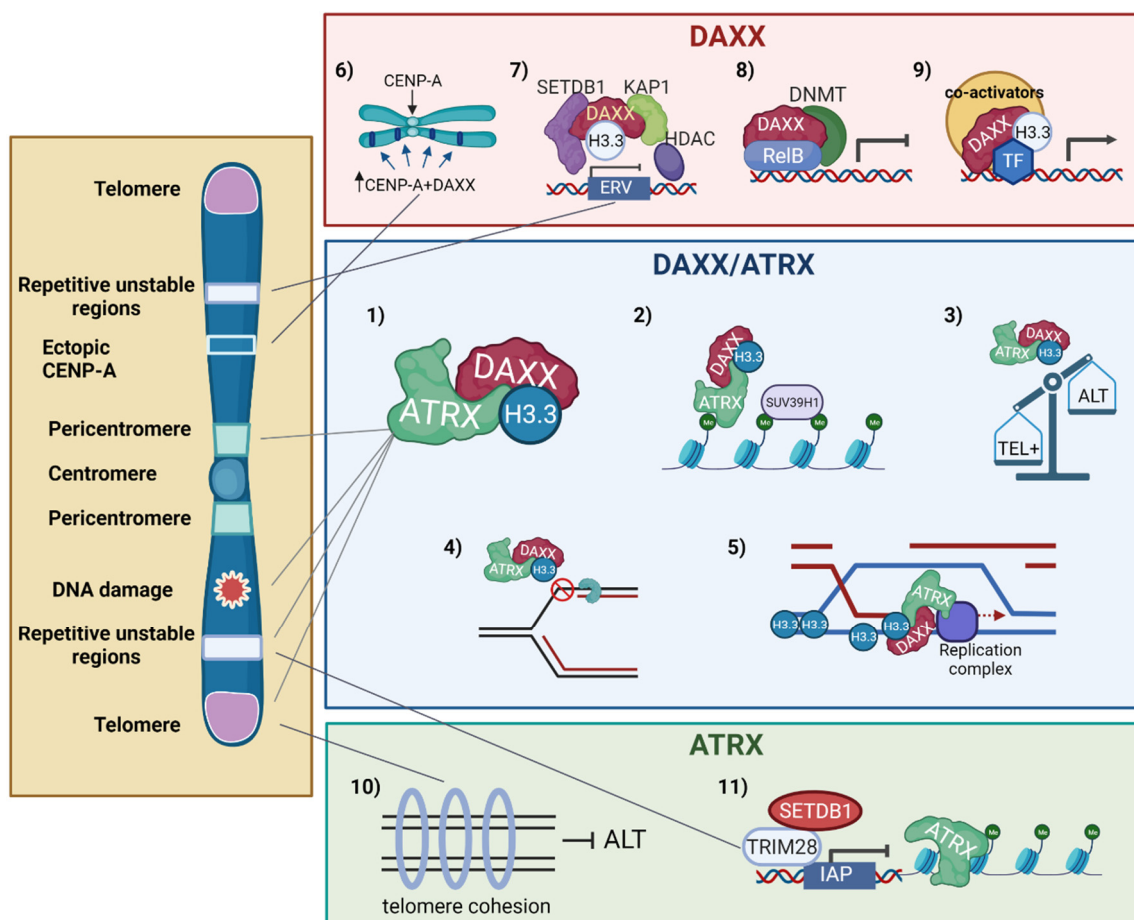 Telomere
Repetitive unstable
regions
Ectopic
CENP-A
Pericentromere
Centromere
Pericentromere
DNA damage
Repetitive unstable
regions
Telomere
DAXX
6)
CENP-A
CENP-A+DAXX
7)
SETDB1
KAP1
DAXX
H3.3
HDAC
ERV
8)
DNMT
DAXX
RelB
9)
co-activators
DAXX
H3.3
TF
DAXX/ATRX
1)
DAXX
ATRX
H3.3
2)
DAXX
H3.3
ATRX
SUV39H1
Me
Me
Me
Me
3)
DAXX
ATRX
H3.3
ALT
TEL+
4)
DAXX
ATRX
H3.3
5)
ATRX
H3.3
H3.3
H3.3
H3.3
DAXX
Replication
complex
ATRX
10)
ALT
telomere cohesion
11)
SETDB1
TRIM28
IAP
ATRX
Me
Me
Me